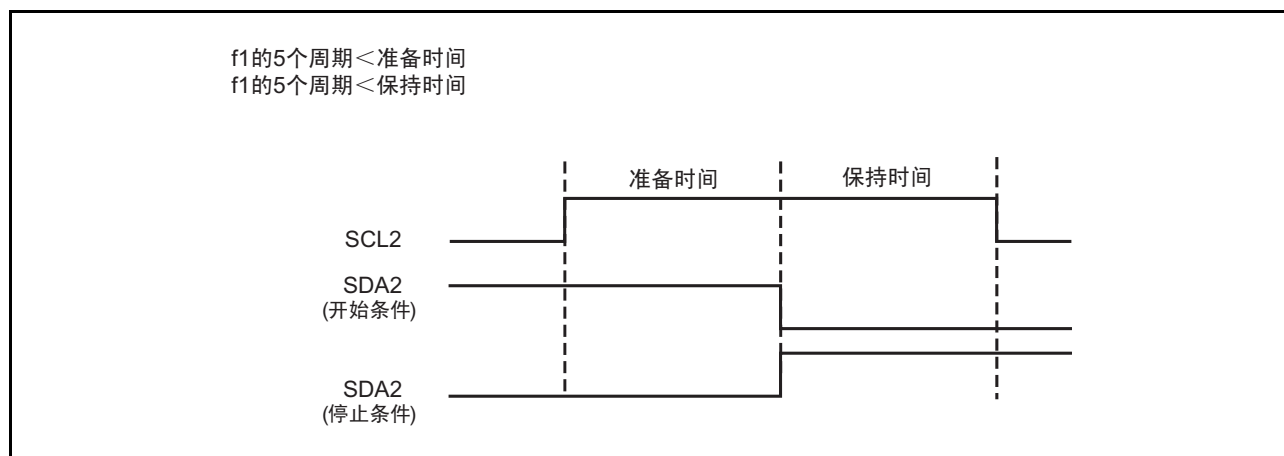 f1的5个周期＜准备时间
f1的5个周期＜保持时间
准备时间 保持时间
SCL2
SDA2
(开始条件)
SDA2
(停止条件)